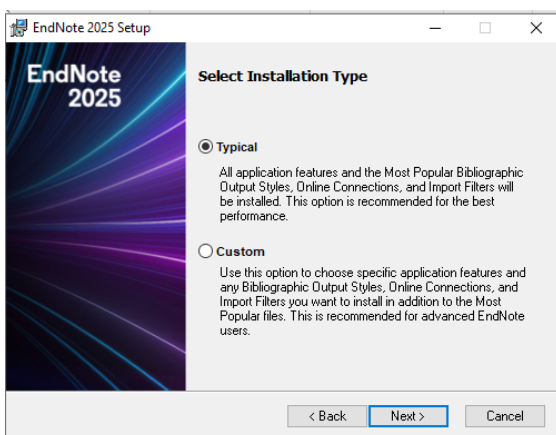 EndNote 2025 Setup
EndNote
2025
Select Installation Type
Typical
All application features and the Most Popular Bibliographic
Output Styles, Online Connections, and Import Filters will
be installed. This option is recommended for the best
performance.
Custom
Use this option to choose specific application features and
any Bibliographic Output Styles, Online Connections, and
Import Filters you want to install in addition to the Most
Popular files. This is recommended for advanced EndNote
users.
< Back
Next >
Cancel